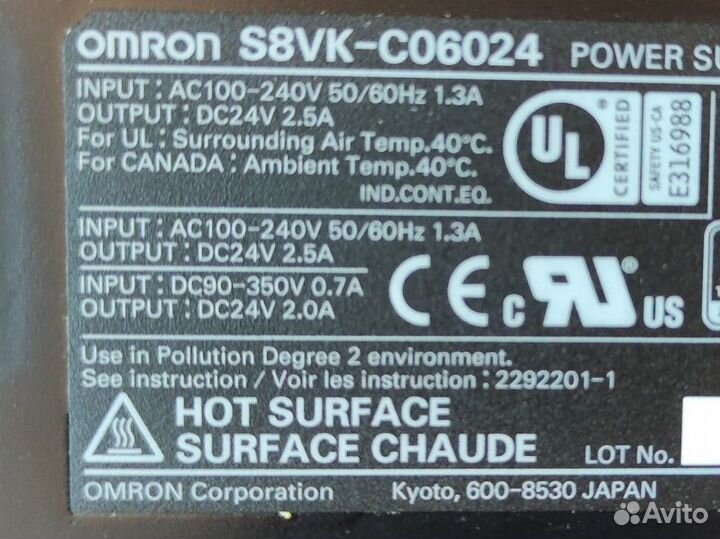 OMRON S8VK-C06024 POWER SU
INPUT : AC100-240V 50/60Hz 1.3A
OUTPUT : DC24V 2.5A
For UL : Surrounding Air Temp.40°C.
For CANADA : Ambient Temp.40°C.
IND.CONT.EQ.
UL ®
CERTIFIED
SAFETY US-CA
E316988
INPUT : AC100-240V 50/60Hz 1.3A
OUTPUT : DC24V 2.5A
INPUT : DC90-350V 0.7A
OUTPUT : DC24V 2.0A
CE c RU ® US
Use in Pollution Degree 2 environment.
See instruction / Voir les instruction : 2292201-1
HOT SURFACE
SURFACE CHAUDE
LOT No.
OMRON Corporation Kyoto, 600-8530 JAPAN
Avito